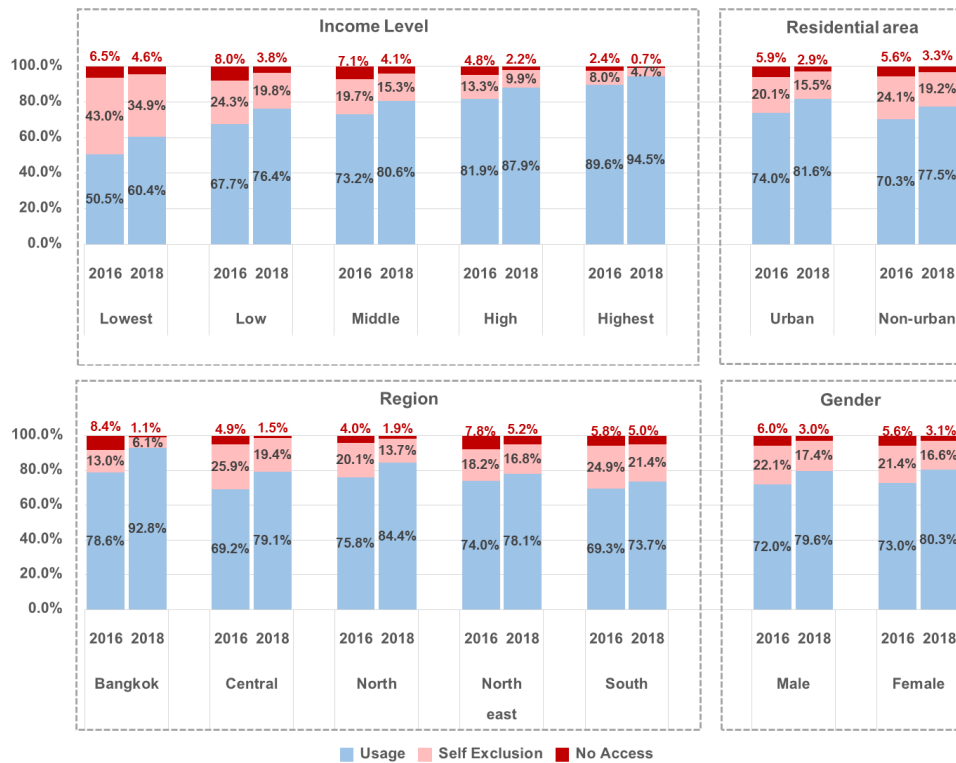 Income Level
6.5% 4.6% 8.0% 3.8% 7.1% 4.1% 4.8% 2.2% 2.4% 0.7%
100.0%
80.0%
60.0%
40.0%
20.0%
0.0%
43.0% 34.9% 24.3% 19.8% 19.7% 15.3% 13.3% 9.9% 8.0% 4.7%
50.5% 60.4% 67.7% 76.4% 73.2% 80.6% 81.9% 87.9% 89.6% 94.5%
2016 2018 2016 2018 2016 2018 2016 2018 2016 2018
Lowest Low Middle High Highest
Residential area
5.9% 2.9% 5.6% 3.3%
20.1% 15.5% 24.1% 19.2%
74.0% 81.6% 70.3% 77.5%
2016 2018 2016 2018
Urban Non-urban
Region
8.4% 1.1% 4.9% 1.5% 4.0% 1.9% 7.8% 5.2% 5.8% 5.0%
100.0%
80.0%
60.0%
40.0%
20.0%
0.0%
13.0% 6.1% 25.9% 19.4% 20.1% 13.7% 18.2% 16.8% 24.9% 21.4%
78.6% 92.8% 69.2% 79.1% 75.8% 84.4% 74.0% 78.1% 69.3% 73.7%
2016 2018 2016 2018 2016 2018 2016 2018 2016 2018
Bangkok Central North North South
east
Gender
6.0% 3.0% 5.6% 3.1%
22.1% 17.4% 21.4% 16.6%
72.0% 79.6% 73.0% 80.3%
2016 2018 2016 2018
Male Female
Usage Self Exclusion No Access